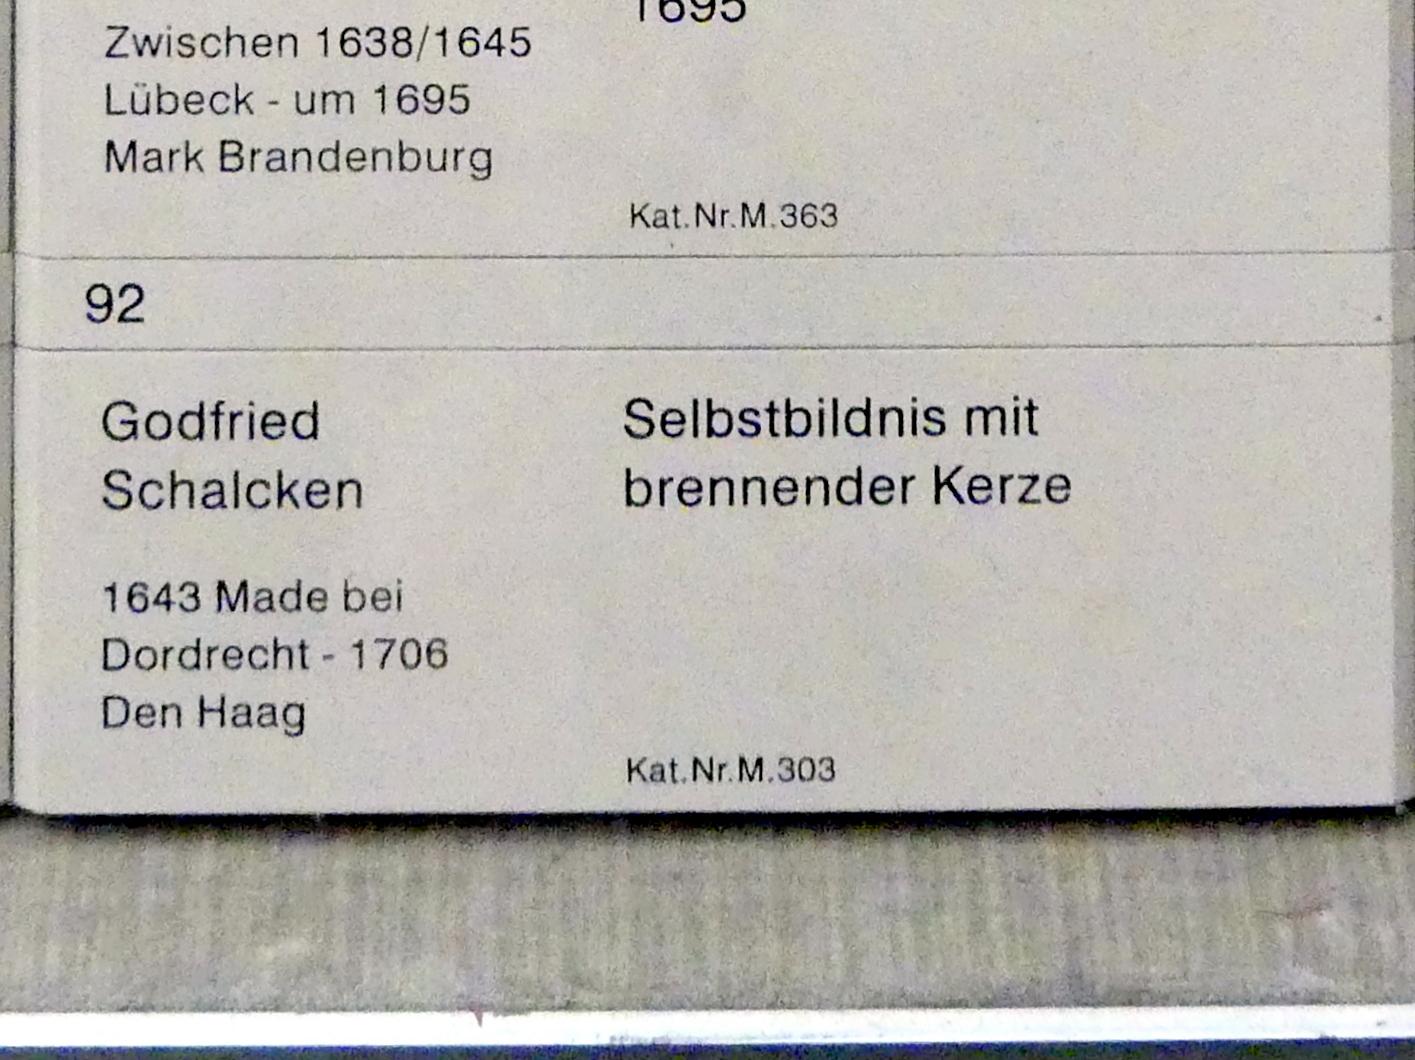 1695
Zwischen 1638/1645
Lübeck - um 1695
Mark Brandenburg
Kat.Nr.M.363
92
Godfried
Schalcken
Selbstbildnis mit
brennender Kerze
1643 Made bei
Dordrecht - 1706
Den Haag
Kat.Nr.M.303